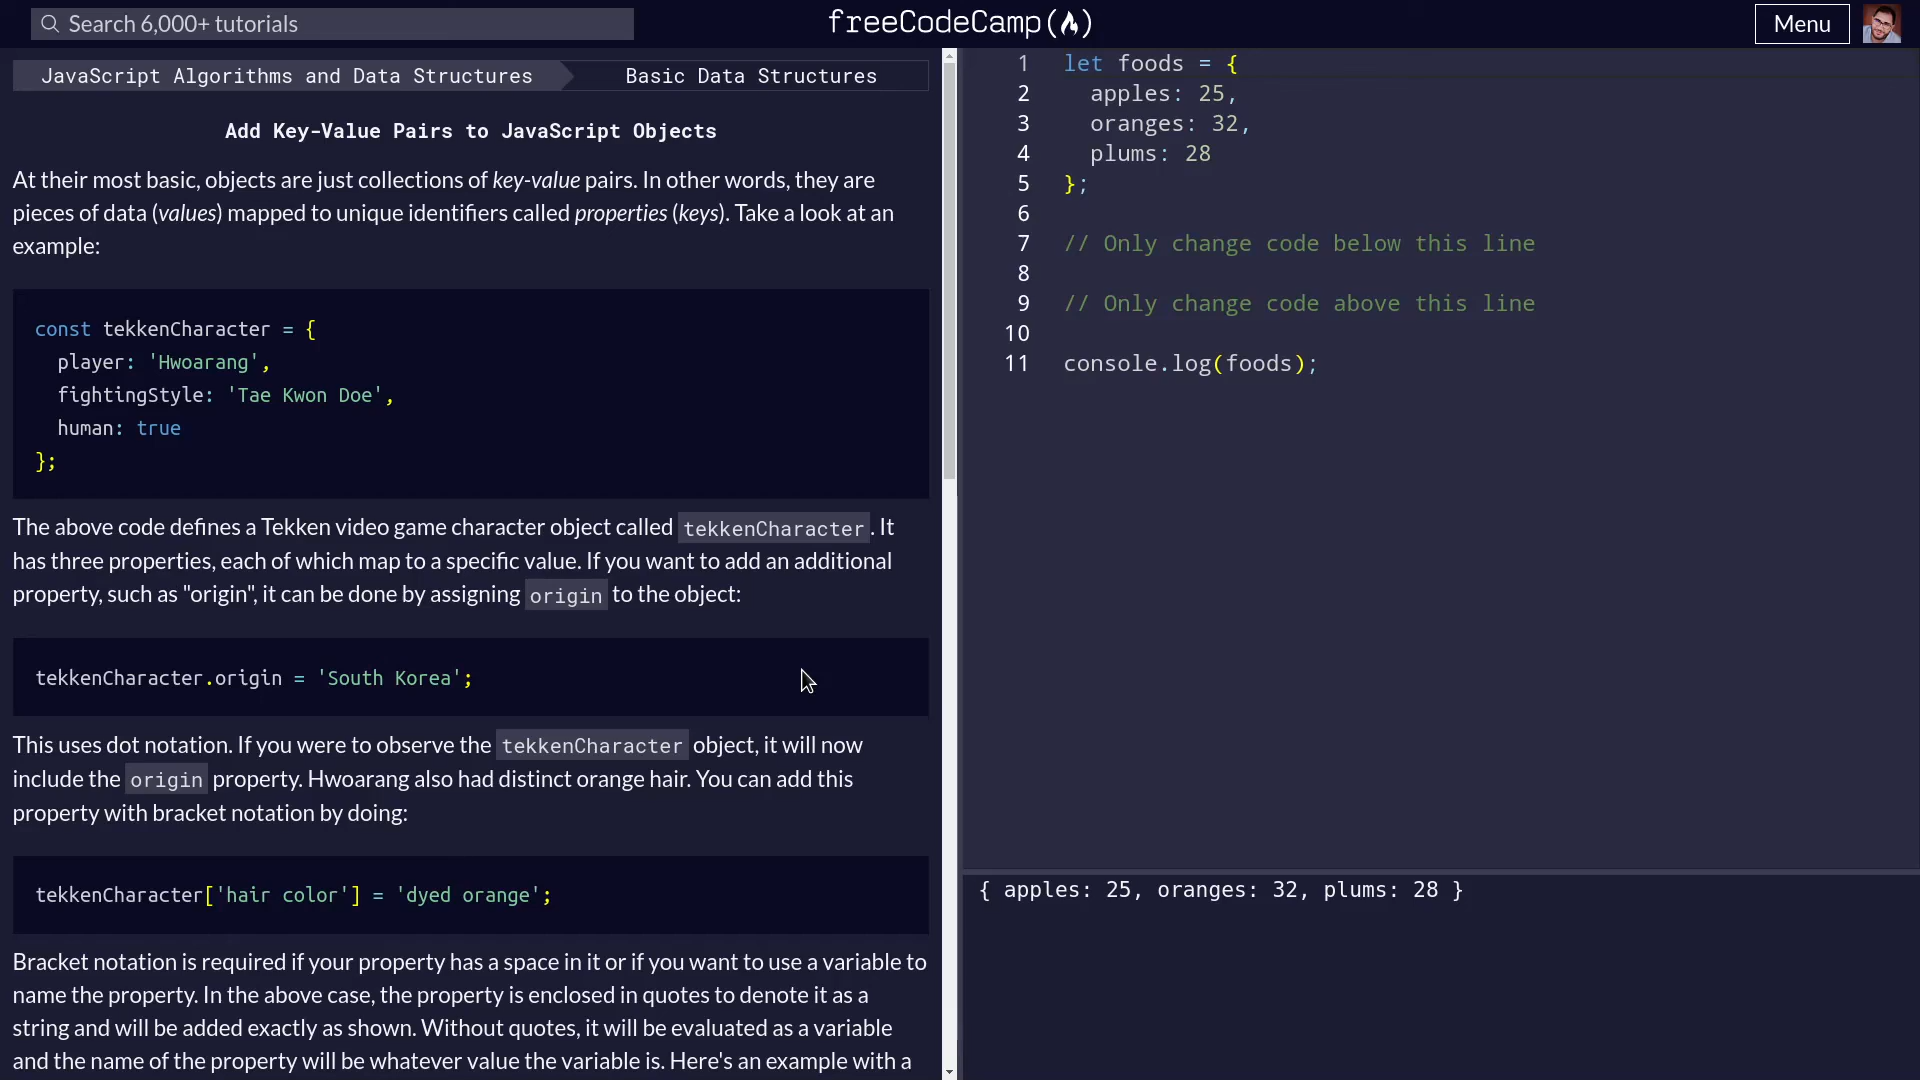 Search 6,000+ tutorials
freeCodeCamp
Menu
JavaScript Algorithms and Data Structures
Basic Data Structures
Add Key-Value Pairs to JavaScript Objects
At their most basic, objects are just collections of key-value pairs. In other words, they are
pieces of data (values) mapped to unique identifiers called properties (keys). Take a look at an
example:
const tekkenCharacter = {
  player: 'Hwoarang',
  fightingStyle: 'Tae Kwon Doe',
  human: true
};
The above code defines a Tekken video game character object called tekkenCharacter. It
has three properties, each of which map to a specific value. If you want to add an additional
property, such as "origin", it can be done by assigning origin to the object:
tekkenCharacter.origin = 'South Korea';
This uses dot notation. If you were to observe the tekkenCharacter object, it will now
include the origin property. Hwoarang also had distinct orange hair. You can add this
property with bracket notation by doing:
tekkenCharacter['hair color'] = 'dyed orange';
Bracket notation is required if your property has a space in it or if you want to use a variable to
name the property. In the above case, the property is enclosed in quotes to denote it as a
string and will be added exactly as shown. Without quotes, it will be evaluated as a variable
and the name of the property will be whatever value the variable is. Here's an example with a
1 let foods = {
2   apples: 25,
3   oranges: 32,
4   plums: 28
5 };
6
7 // Only change code below this line
8
9 // Only change code above this line
10
11 console.log(foods);
{ apples: 25, oranges: 32, plums: 28 }